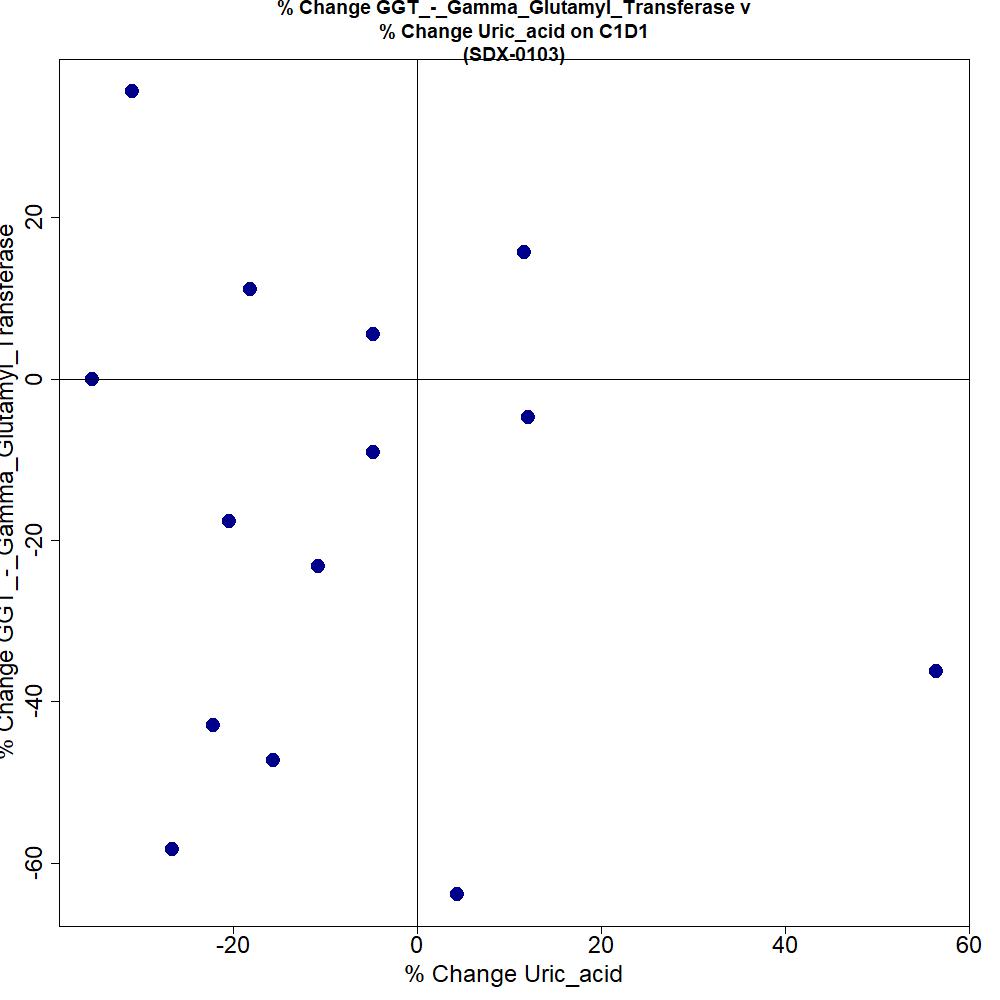 % Change GGT_-_Gamma_Glutamyl_Transferase v
% Change Uric_acid on C1D1
(SDX-0103)
% Change GGT_-_Gamma_Glutamyl_Transferase
20
0
-20
-40
-60
-20
0
20
40
60
% Change Uric_acid